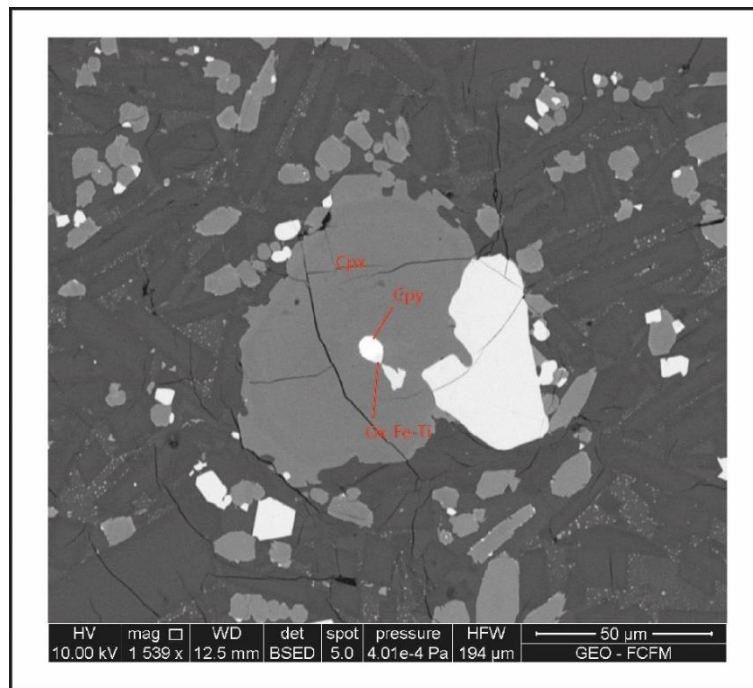 Cpx
Cpy
Ox Fe-Ti
HV mag □ WD det spot pressure HFW 50 µm
10.00 kV 1 539 x 12.5 mm BSED 5.0 4.01e-4 Pa 194 µm GEO - FCFM